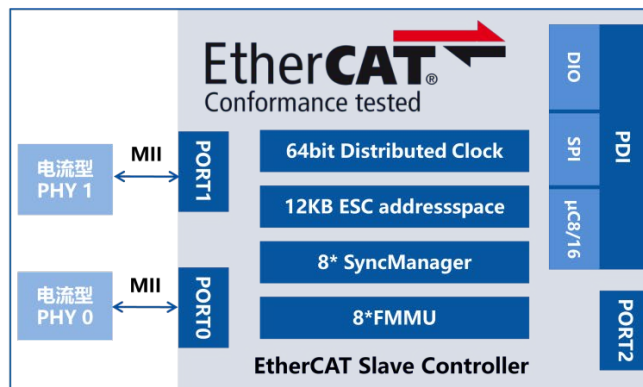 EtherCAT®
Conformance tested
电流型
PHY 1
MII
PORT1
64bit Distributed Clock
12KB ESC addressspace
8* SyncManager
8*FMMU
电流型
PHY 0
MII
PORT0
DIO
SPI
μC8/16
PDI
PORT2
EtherCAT Slave Controller